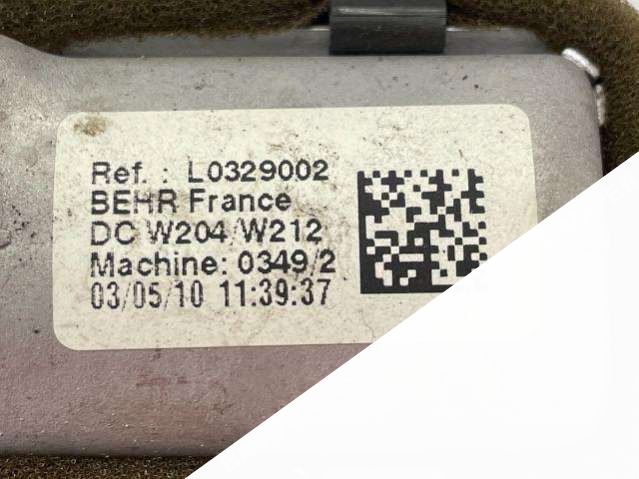 Ref. : L0329002
BEHR France
DC W204/W212
Machine: 0349/2
03/05/10 11:39:37